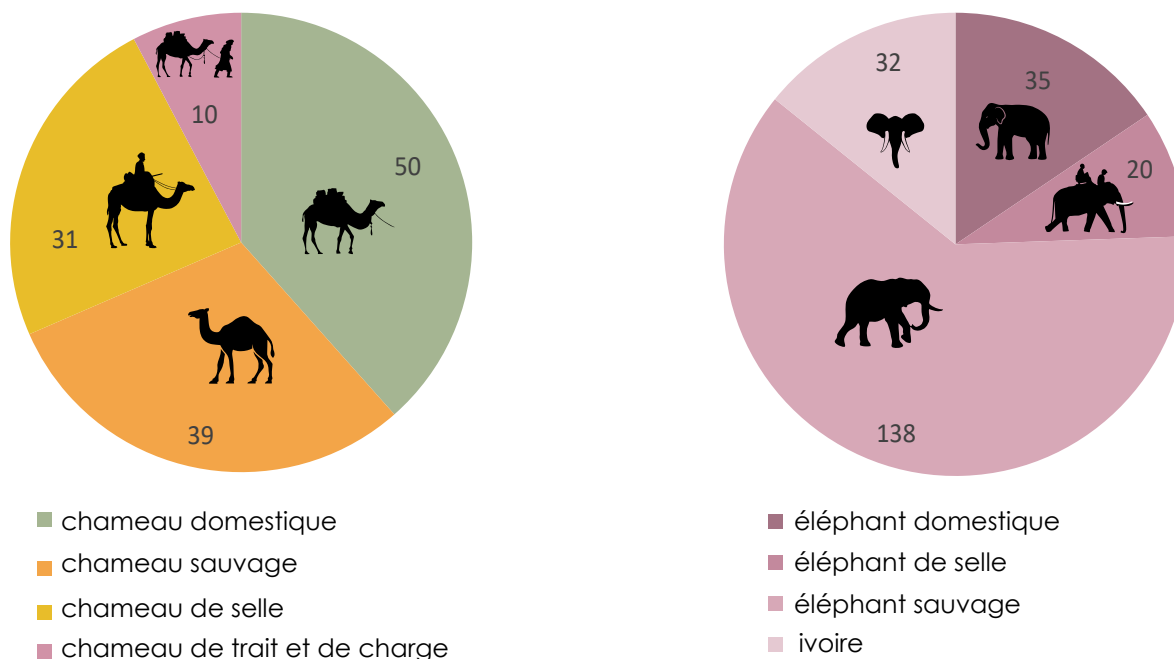 10
50
31
39
chameau domestique
chameau sauvage
chameau de selle
chameau de trait et de charge
32
35
20
138
éléphant domestique
éléphant de selle
éléphant sauvage
ivoire